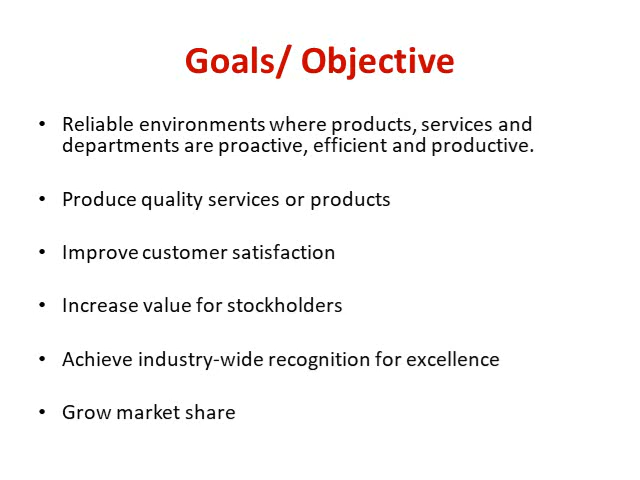 Goals/ Objective
• Reliable environments where products, services and
departments are proactive, efficient and productive.
• Produce quality services or products
• Improve customer satisfaction
• Increase value for stockholders
• Achieve industry-wide recognition for excellence
• Grow market share